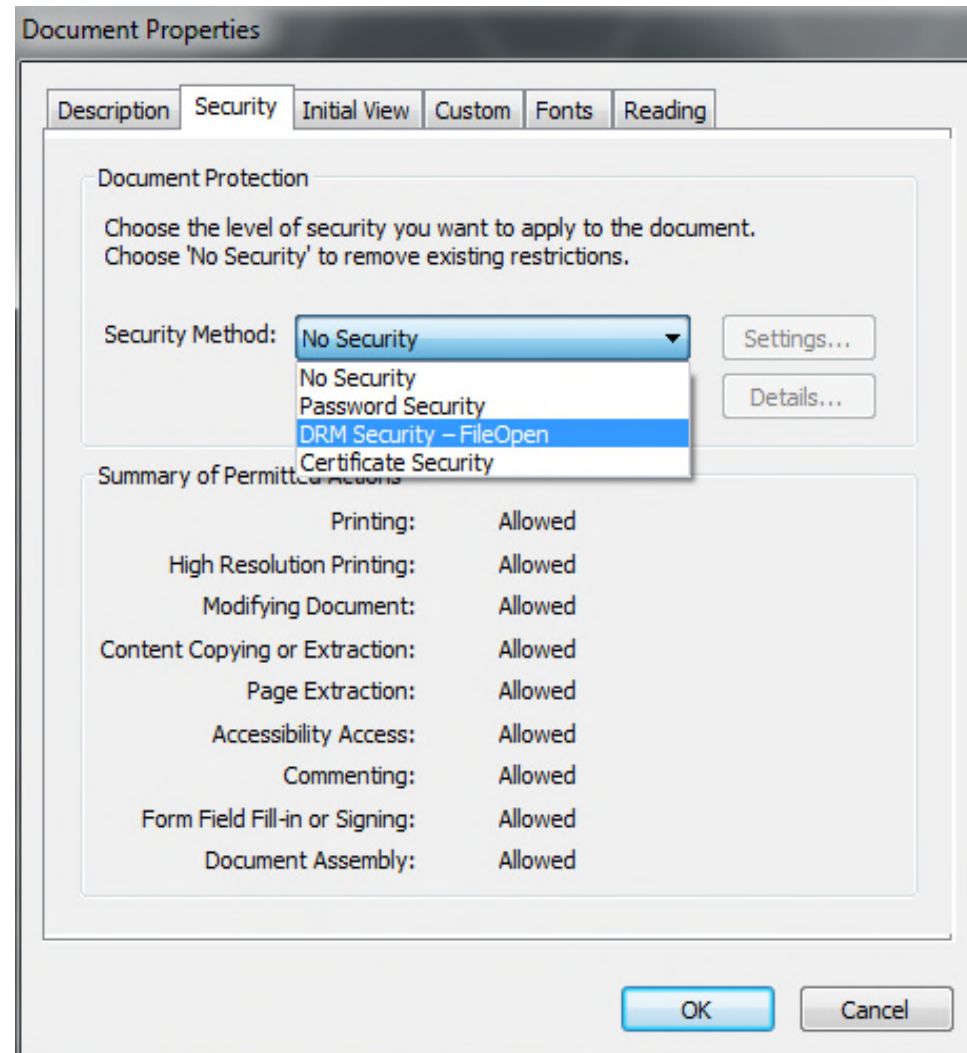 Document Properties
Description Security Initial View Custom Fonts Reading
Document Protection
Choose the level of security you want to apply to the document.
Choose 'No Security' to remove existing restrictions.
Security Method: No Security Settings...
No Security
Password Security Details...
DRM Security – FileOpen
Certificate Security
Summary of Permitted Actions
Printing: Allowed
High Resolution Printing: Allowed
Modifying Document: Allowed
Content Copying or Extraction: Allowed
Page Extraction: Allowed
Accessibility Access: Allowed
Commenting: Allowed
Form Field Fill-in or Signing: Allowed
Document Assembly: Allowed
OK Cancel